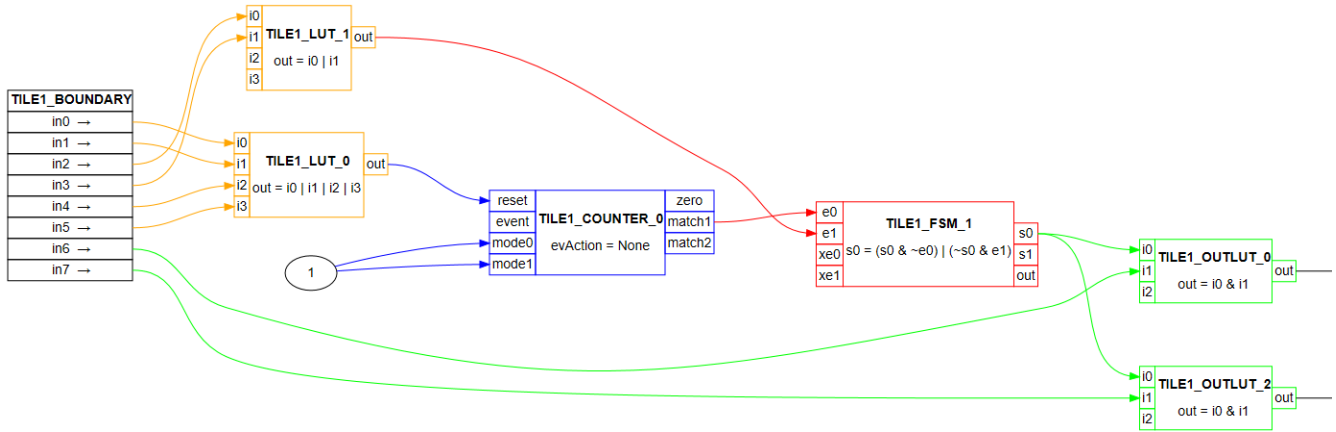 TILE1_BOUNDARY
in0 →
in1 →
in2 →
in3 →
in4 →
in5 →
in6 →
in7 →
i0
i1
i2
i3
TILE1_LUT_1
out = i0 | i1
out
i0
i1
i2
i3
TILE1_LUT_0
out = i0 | i1 | i2 | i3
out
1
reset
event
mode0
mode1
TILE1_COUNTER_0
evAction = None
zero
match1
match2
e0
e1
xe0
xe1
TILE1_FSM_1
s0 = (s0 & ~e0) | (~s0 & e1)
s0
s1
out
i0
i1
i2
TILE1_OUTLUT_0
out = i0 & i1
out
i0
i1
i2
TILE1_OUTLUT_2
out = i0 & i1
out